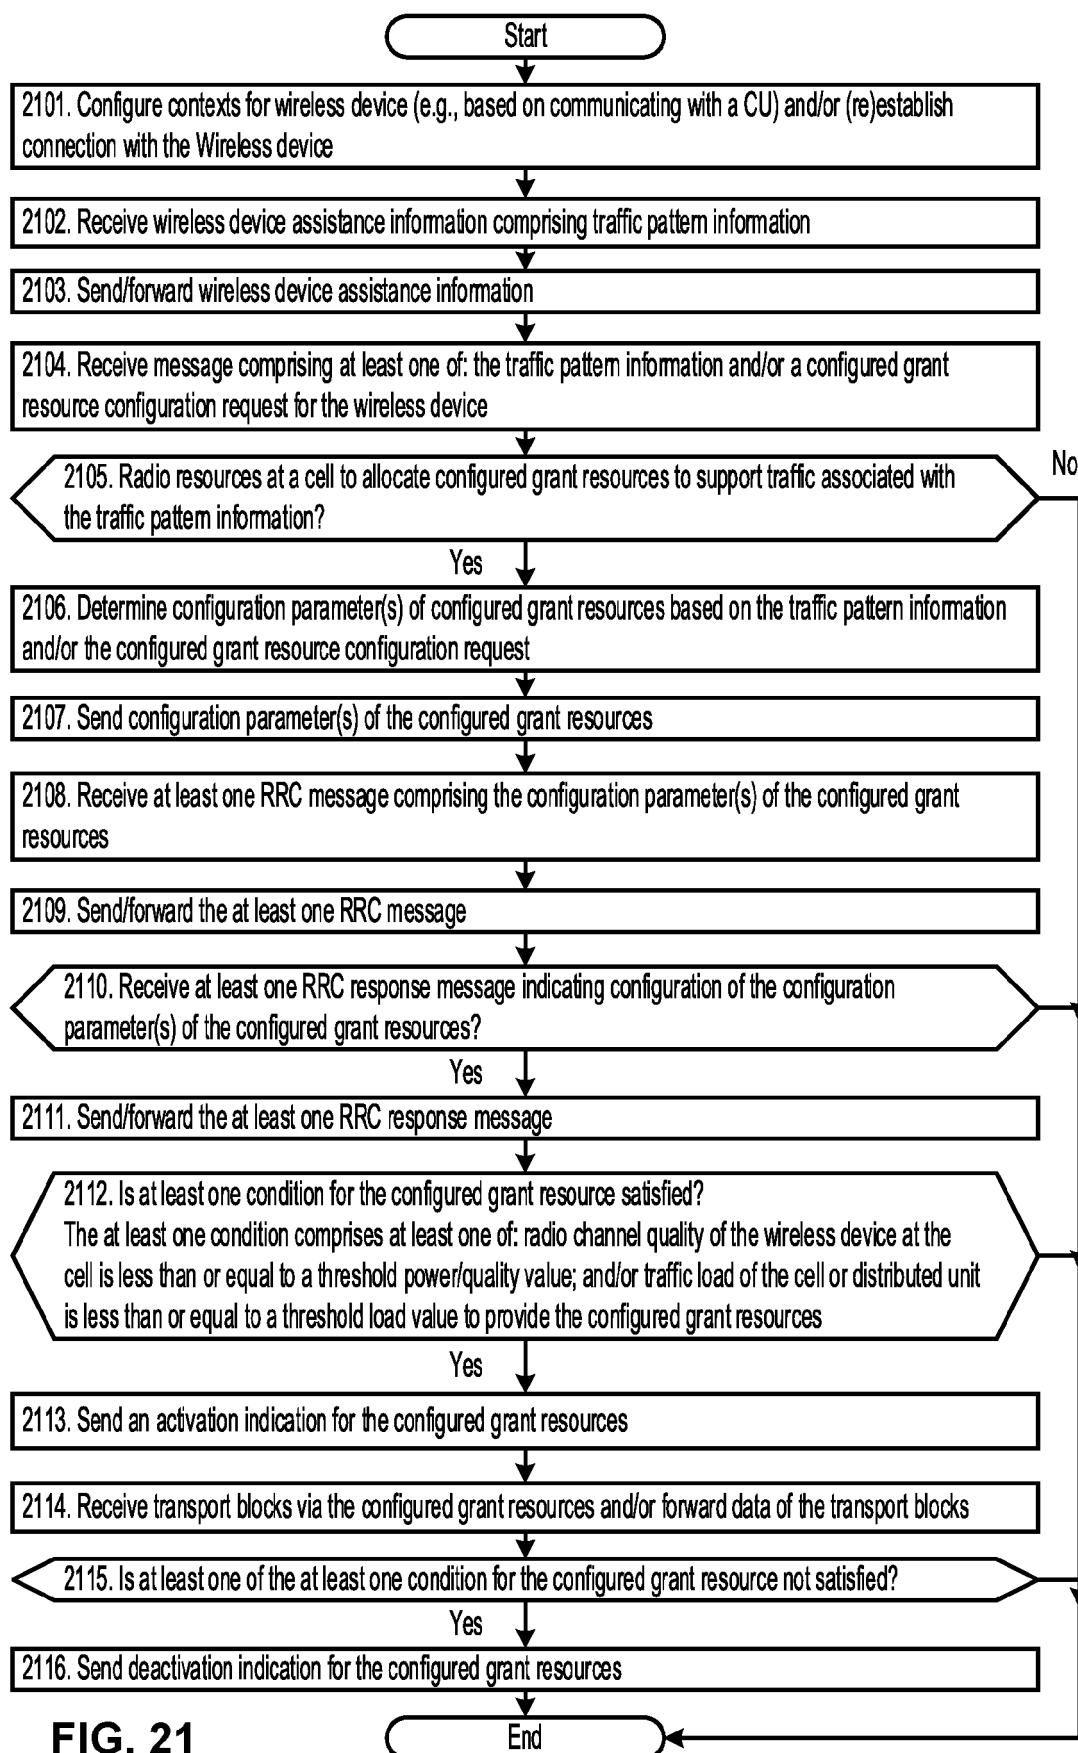 Start
2101. Configure contexts for wireless device (e.g., based on communicating with a CU) and/or (re)establish
connection with the Wireless device
2102. Receive wireless device assistance information comprising traffic pattern information
2103. Send/forward wireless device assistance information
2104. Receive message comprising at least one of: the traffic pattern information and/or a configured grant
resource configuration request for the wireless device
No
2105. Radio resources at a cell to allocate configured grant resources to support traffic associated with
the traffic pattern information?
Yes
2106. Determine configuration parameter(s) of configured grant resources based on the traffic pattern information
and/or the configured grant resource configuration request
2107. Send configuration parameter(s) of the configured grant resources
2108. Receive at least one RRC message comprising the configuration parameter(s) of the configured grant
resources
2109. Send/forward the at least one RRC message
2110. Receive at least one RRC response message indicating configuration of the configuration
parameter(s) of the configured grant resources?
Yes
2111. Send/forward the at least one RRC response message
2112. Is at least one condition for the configured grant resource satisfied?
The at least one condition comprises at least one of: radio channel quality of the wireless device at the
cell is less than or equal to a threshold power/quality value; and/or traffic load of the cell or distributed unit
is less than or equal to a threshold load value to provide the configured grant resources
Yes
2113. Send an activation indication for the configured grant resources
2114. Receive transport blocks via the configured grant resources and/or forward data of the transport blocks
2115. Is at least one of the at least one condition for the configured grant resource not satisfied?
Yes
2116. Send deactivation indication for the configured grant resources
End
FIG. 21